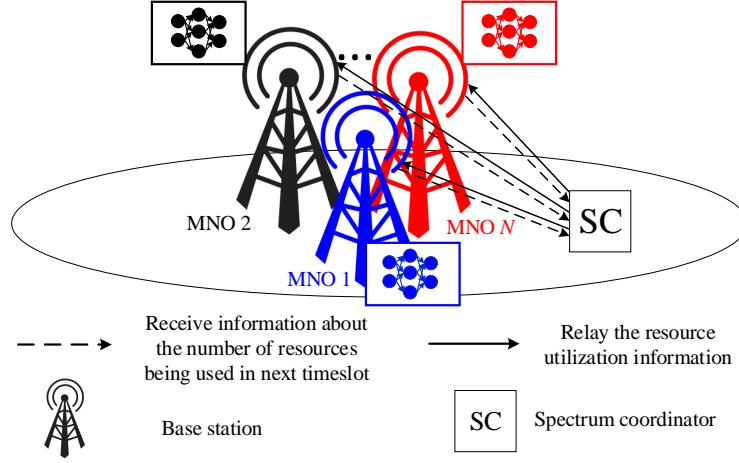 ...
MNO 2
MNO N
SC
MNO 1
Receive information about
the number of resources
being used in next timeslot
Relay the resource
utilization information
Base station
SC
Spectrum coordinator